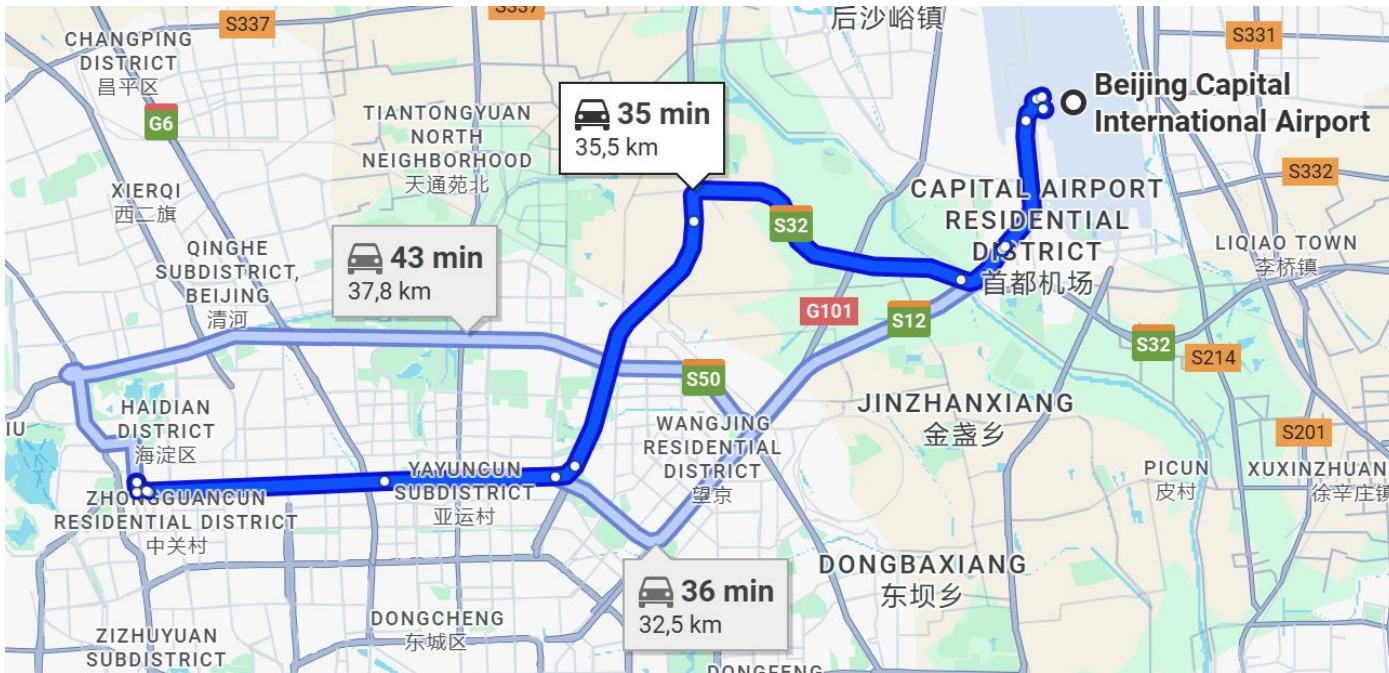 S337
S337
后沙峪镇
S331
CHANGPING
DISTRICT
昌平区
G6
TIANTONGYUAN
NORTH
NEIGHBORHOOD
天通苑北
35 min
35,5 km
Beijing Capital
International Airport
S332
XIERQI
西二旗
CAPITAL AIRPORT
RESIDENTIAL
DISTRICT
首都机场
S32
LIQIAO TOWN
李桥镇
QINGHE
SUBDISTRICT,
BEIJING
清河
43 min
37,8 km
G101
S12
S32
S214
S50
HAIDIAN
DISTRICT
海淀区
IU
WANGJING
RESIDENTIAL
DISTRICT
望京
JINZHANXIANG
金盏乡
S201
YAYUNCUN
SUBDISTRICT
亚运村
PICUN
皮村
XUXINZHUAN
徐辛庄镇
ZHONGGUANCUN
RESIDENTIAL DISTRICT
中关村
DONGBAXIANG
东坝乡
36 min
32,5 km
DONGCHENG
东城区
ZIZHUYUAN
SUBDISTRICT
DONGFENG